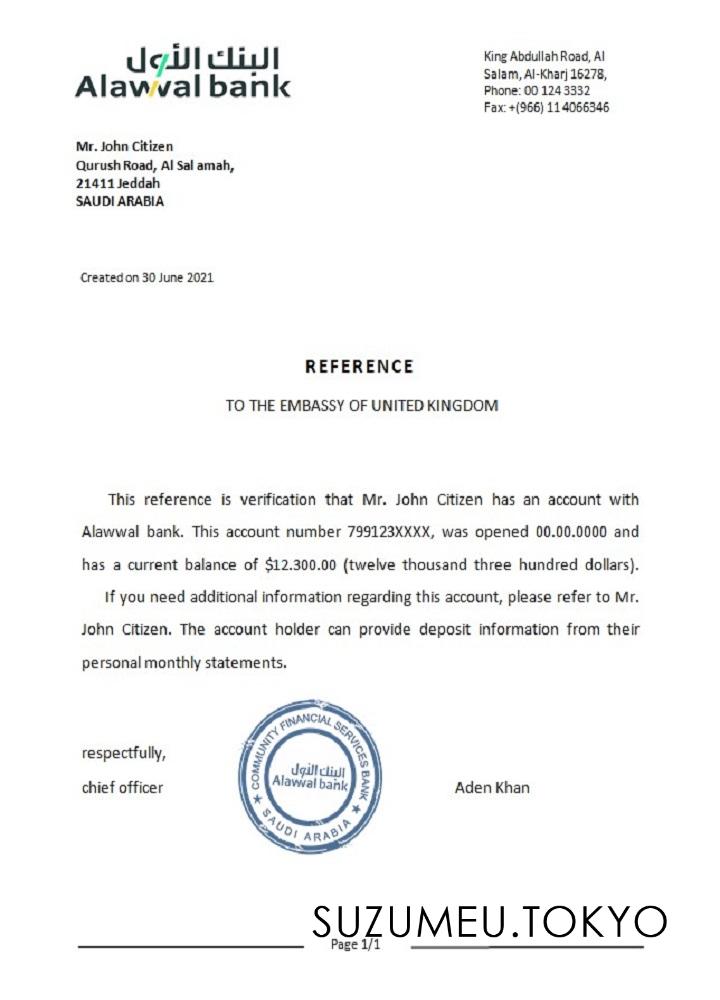 البنك الأول
Alawwal bank
King Abdullah Road, Al
Salam, Al-Kharj 16278,
Phone: 00 124 3332
Fax: +(966) 114066346
Mr. John Citizen
Qurush Road, Al Sal amah,
21411 Jeddah
SAUDI ARABIA
Created on 30 June 2021
REFERENCE
TO THE EMBASSY OF UNITED KINGDOM
This reference is verification that Mr. John Citizen has an account with
Alawwal bank. This account number 799123XXXX, was opened 00.00.0000 and
has a current balance of $12.300.00 (twelve thousand three hundred dollars).
If you need additional information regarding this account, please refer to Mr.
John Citizen. The account holder can provide deposit information from their
personal monthly statements.
respectfully,
chief officer
COMMUNITY FINANCIAL SERVICES BANK
البنك الأول
Alawwal bank
SAUDI ARABIA
Aden Khan
SUZUMEU.TOKYO
Page 1/1